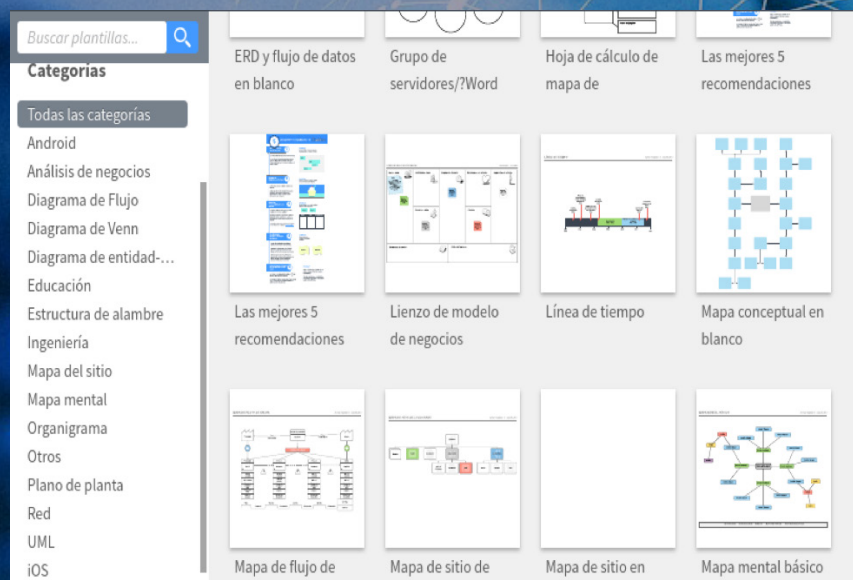 Buscar plantillas...
Categorías
Todas las categorías
Android
Análisis de negocios
Diagrama de Flujo
Diagrama de Venn
Diagrama de entidad-...
Educación
Estructura de alambre
Ingeniería
Mapa del sitio
Mapa mental
Organigrama
Otros
Plano de planta
Red
UML
iOS
ERD y flujo de datos
en blanco
Grupo de
servidores/?Word
Hoja de cálculo de
mapa de
Las mejores 5
recomendaciones
Las mejores 5
recomendaciones
Lienzo de modelo
de negocios
Línea de tiempo
Mapa conceptual en
blanco
Mapa de flujo de
Mapa de sitio de
Mapa de sitio en
Mapa mental básico